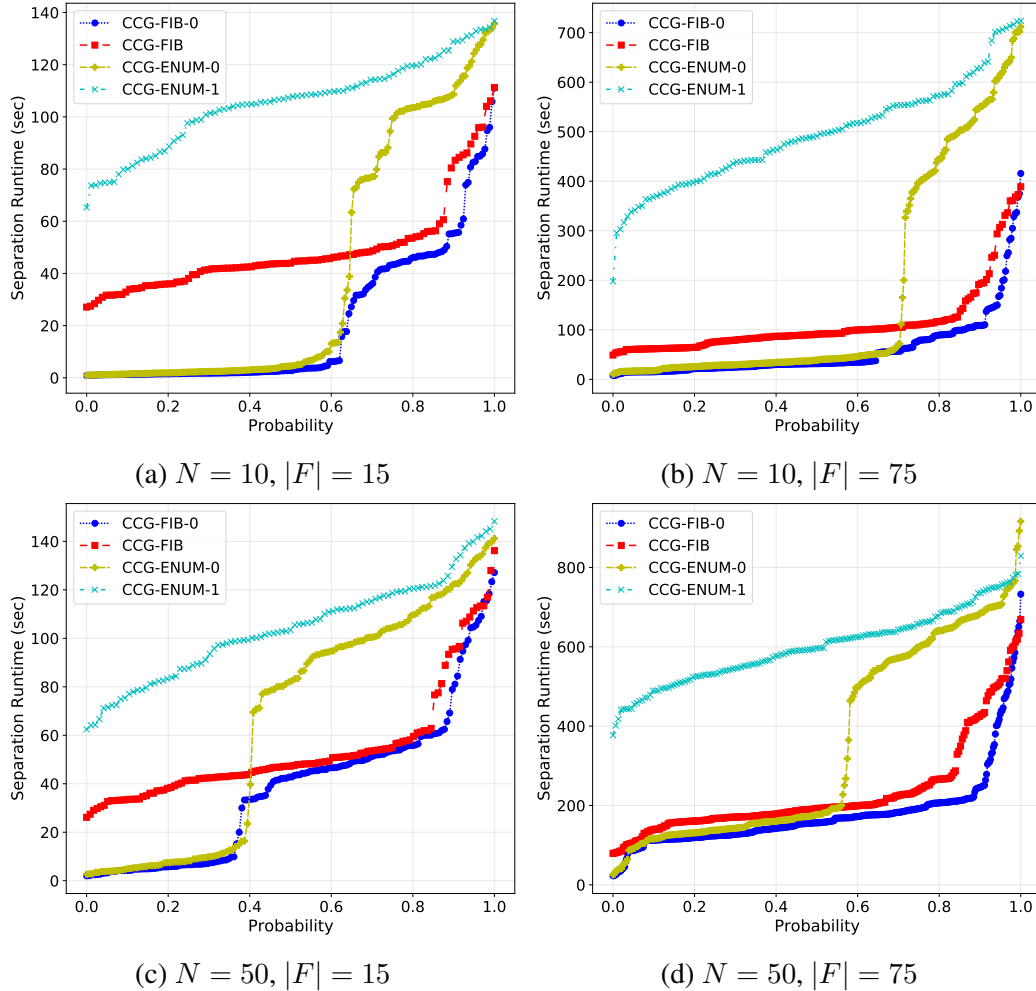 CCG-FIB-0
CCG-FIB
CCG-ENUM-0
CCG-ENUM-1
Separation Runtime (sec)
140
120
100
80
60
40
20
0
0.0 0.2 0.4 0.6 0.8 1.0
Probability
(a) N = 10, |F| = 15
CCG-FIB-0
CCG-FIB
CCG-ENUM-0
CCG-ENUM-1
Separation Runtime (sec)
700
600
500
400
300
200
100
0
0.0 0.2 0.4 0.6 0.8 1.0
Probability
(b) N = 10, |F| = 75
CCG-FIB-0
CCG-FIB
CCG-ENUM-0
CCG-ENUM-1
Separation Runtime (sec)
140
120
100
80
60
40
20
0
0.0 0.2 0.4 0.6 0.8 1.0
Probability
(c) N = 50, |F| = 15
CCG-FIB-0
CCG-FIB
CCG-ENUM-0
CCG-ENUM-1
Separation Runtime (sec)
800
600
400
200
0
0.0 0.2 0.4 0.6 0.8 1.0
Probability
(d) N = 50, |F| = 75